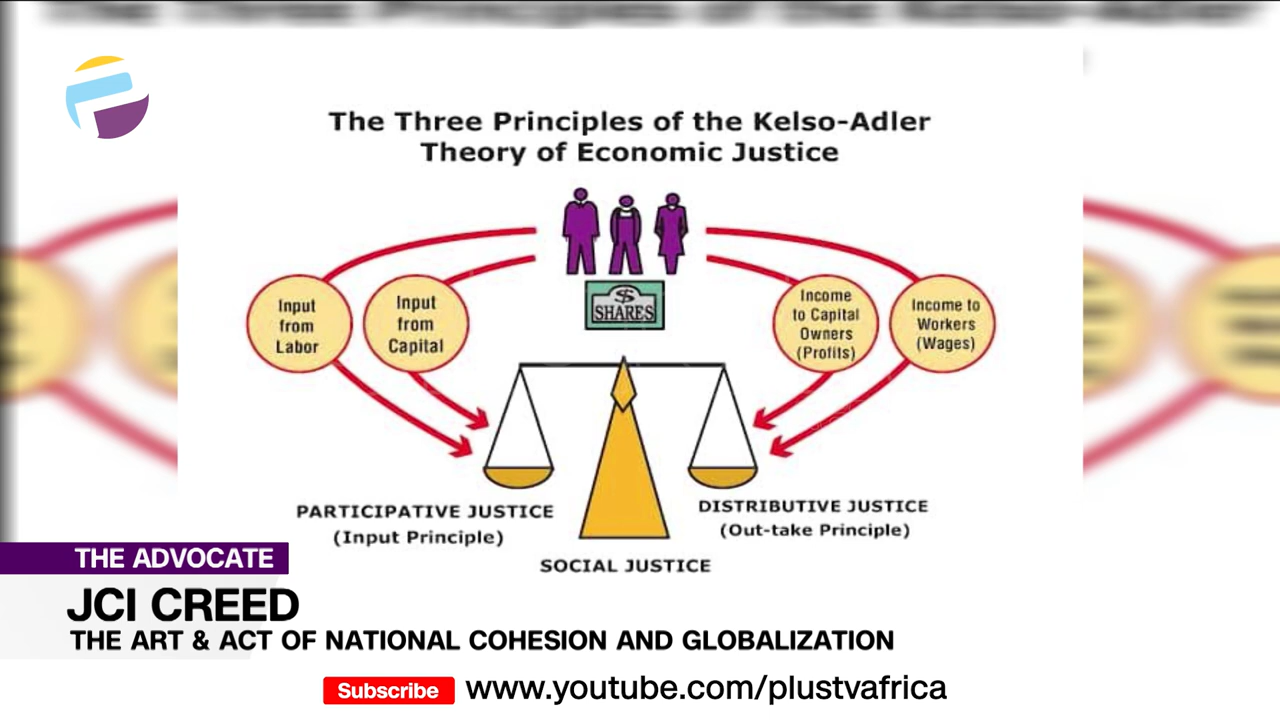 The Three Principles of the Kelso-Adler
Theory of Economic Justice
Input
from
Labor
Input
from
Capital
$
SHARES
Income
to Capital
Owners
(Profits)
Income to
Workers
(Wages)
PARTICIPATIVE JUSTICE
(Input Principle)
DISTRIBUTIVE JUSTICE
(Out-take Principle)
SOCIAL JUSTICE
THE ADVOCATE
JCI CREED
THE ART & ACT OF NATIONAL COHESION AND GLOBALIZATION
Subscribe www.youtube.com/plustvafrica